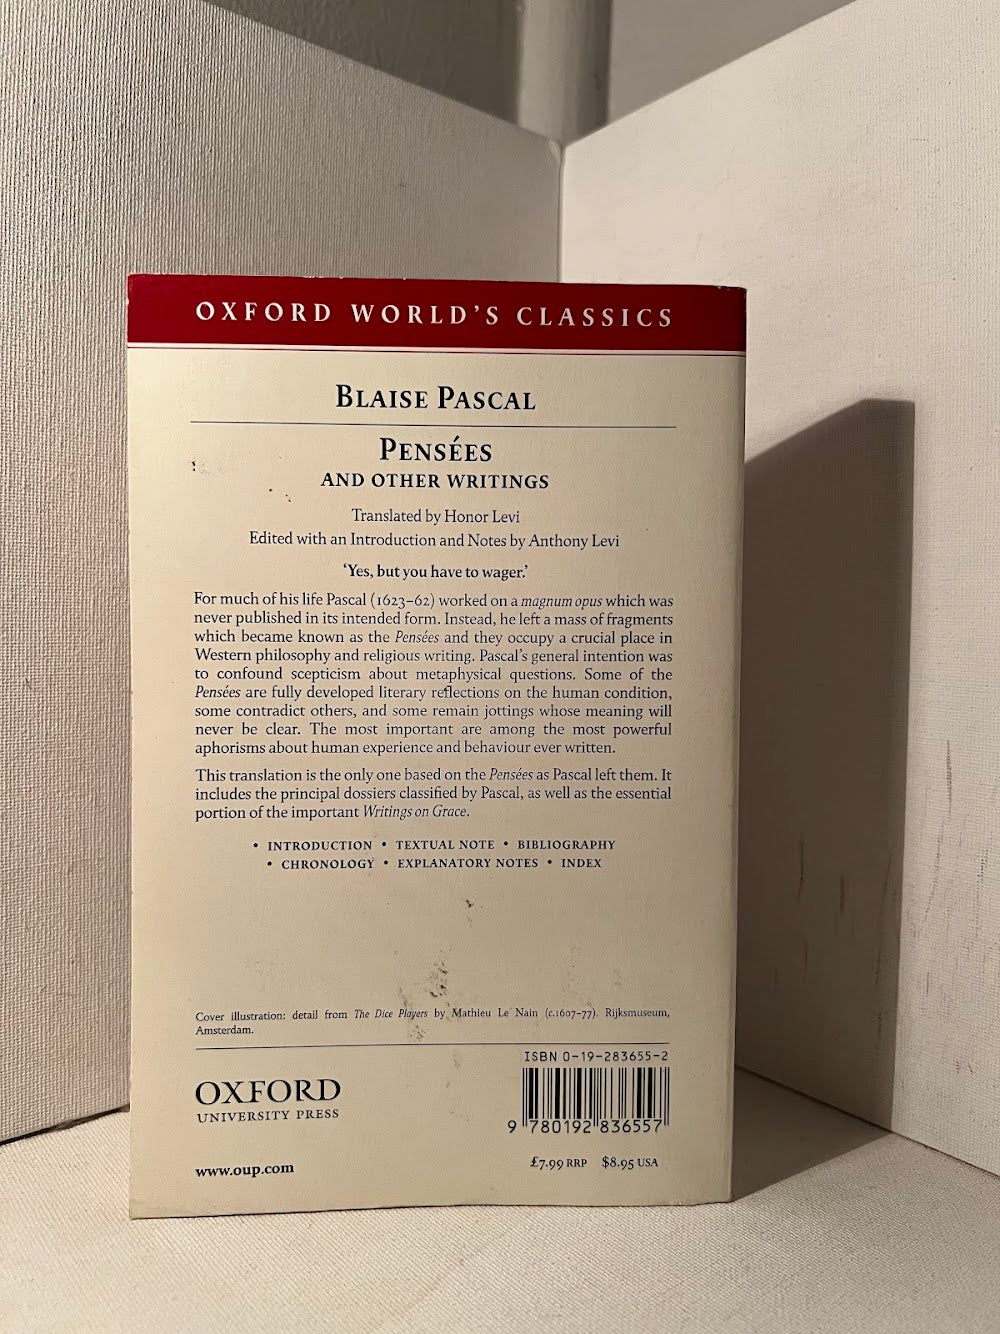 OXFORD WORLD'S CLASSICS
BLAISE PASCAL
PENSÉES
AND OTHER WRITINGS
Translated by Honor Levi
Edited with an Introduction and Notes by Anthony Levi
'Yes, but you have to wager.'
For much of his life Pascal (1623–62) worked on a magnum opus which was
never published in its intended form. Instead, he left a mass of fragments
which became known as the Pensées and they occupy a crucial place in
Western philosophy and religious writing. Pascal's general intention was
to confound scepticism about metaphysical questions. Some of the
Pensées are fully developed literary reflections on the human condition,
some contradict others, and some remain jottings whose meaning will
never be clear. The most important are among the most powerful
aphorisms about human experience and behaviour ever written.
This translation is the only one based on the Pensées as Pascal left them. It
includes the principal dossiers classified by Pascal, as well as the essential
portion of the important Writings on Grace.
• INTRODUCTION • TEXTUAL NOTE • BIBLIOGRAPHY
• CHRONOLOGY • EXPLANATORY NOTES • INDEX
Cover illustration: detail from The Dice Players by Mathieu Le Nain (c.1607–77). Rijksmuseum,
Amsterdam.
ISBN 0-19-283655-2
OXFORD
UNIVERSITY PRESS
9 780192 836557
www.oup.com
£7.99 RRP $8.95 USA